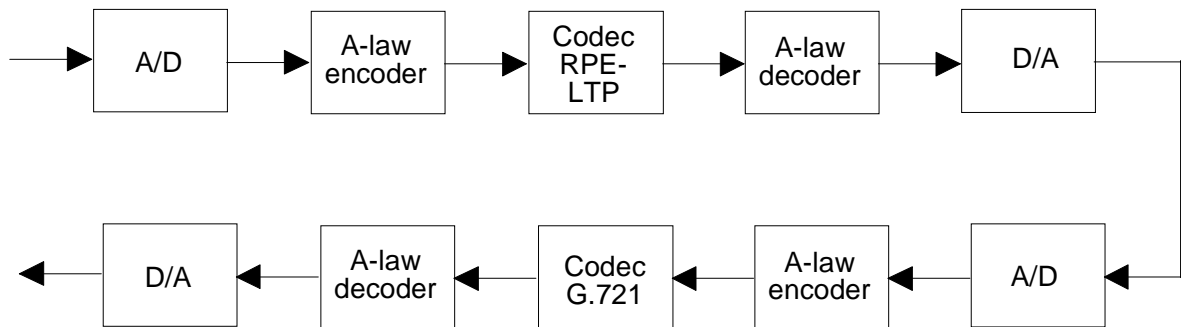 A/D
A-law
encoder
Codec
RPE-
LTP
A-law
decoder
D/A
D/A
A-law
decoder
Codec
G.721
A-law
encoder
A/D